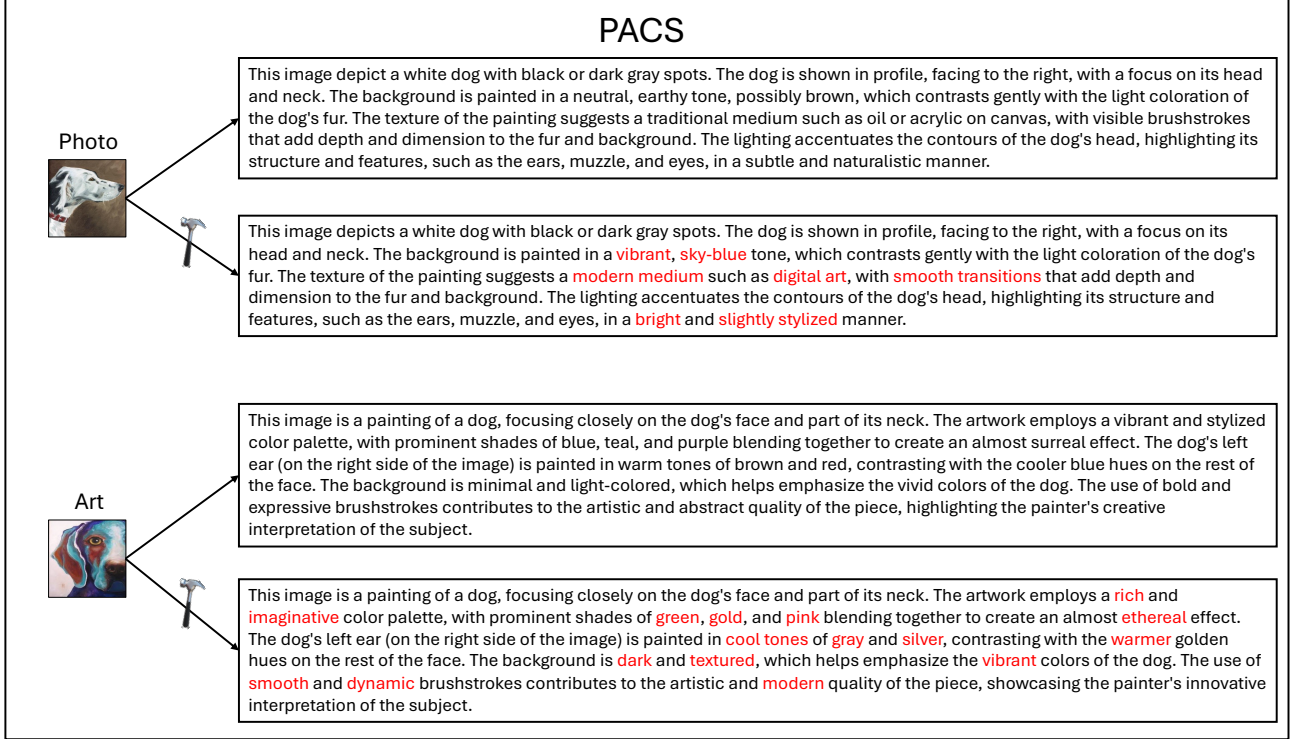 PACS
Photo
This image depict a white dog with black or dark gray spots. The dog is shown in profile, facing to the right, with a focus on its head
and neck. The background is painted in a neutral, earthy tone, possibly brown, which contrasts gently with the light coloration of
the dog's fur. The texture of the painting suggests a traditional medium such as oil or acrylic on canvas, with visible brushstrokes
that add depth and dimension to the fur and background. The lighting accentuates the contours of the dog's head, highlighting its
structure and features, such as the ears, muzzle, and eyes, in a subtle and naturalistic manner.
This image depicts a white dog with black or dark gray spots. The dog is shown in profile, facing to the right, with a focus on its
head and neck. The background is painted in a vibrant, sky-blue tone, which contrasts gently with the light coloration of the dog's
fur. The texture of the painting suggests a modern medium such as digital art, with smooth transitions that add depth and
dimension to the fur and background. The lighting accentuates the contours of the dog's head, highlighting its structure and
features, such as the ears, muzzle, and eyes, in a bright and slightly stylized manner.
Art
This image is a painting of a dog, focusing closely on the dog's face and part of its neck. The artwork employs a vibrant and stylized
color palette, with prominent shades of blue, teal, and purple blending together to create an almost surreal effect. The dog's left
ear (on the right side of the image) is painted in warm tones of brown and red, contrasting with the cooler blue hues on the rest of
the face. The background is minimal and light-colored, which helps emphasize the vivid colors of the dog. The use of bold and
expressive brushstrokes contributes to the artistic and abstract quality of the piece, highlighting the painter's creative
interpretation of the subject.
This image is a painting of a dog, focusing closely on the dog's face and part of its neck. The artwork employs a rich and
imaginative color palette, with prominent shades of green, gold, and pink blending together to create an almost ethereal effect.
The dog's left ear (on the right side of the image) is painted in cool tones of gray and silver, contrasting with the warmer golden
hues on the rest of the face. The background is dark and textured, which helps emphasize the vibrant colors of the dog. The use of
smooth and dynamic brushstrokes contributes to the artistic and modern quality of the piece, showcasing the painter's innovative
interpretation of the subject.